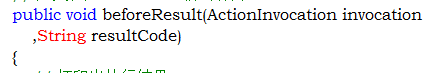 public void beforeResult(ActionInvocation invocation
,String resultCode)
{